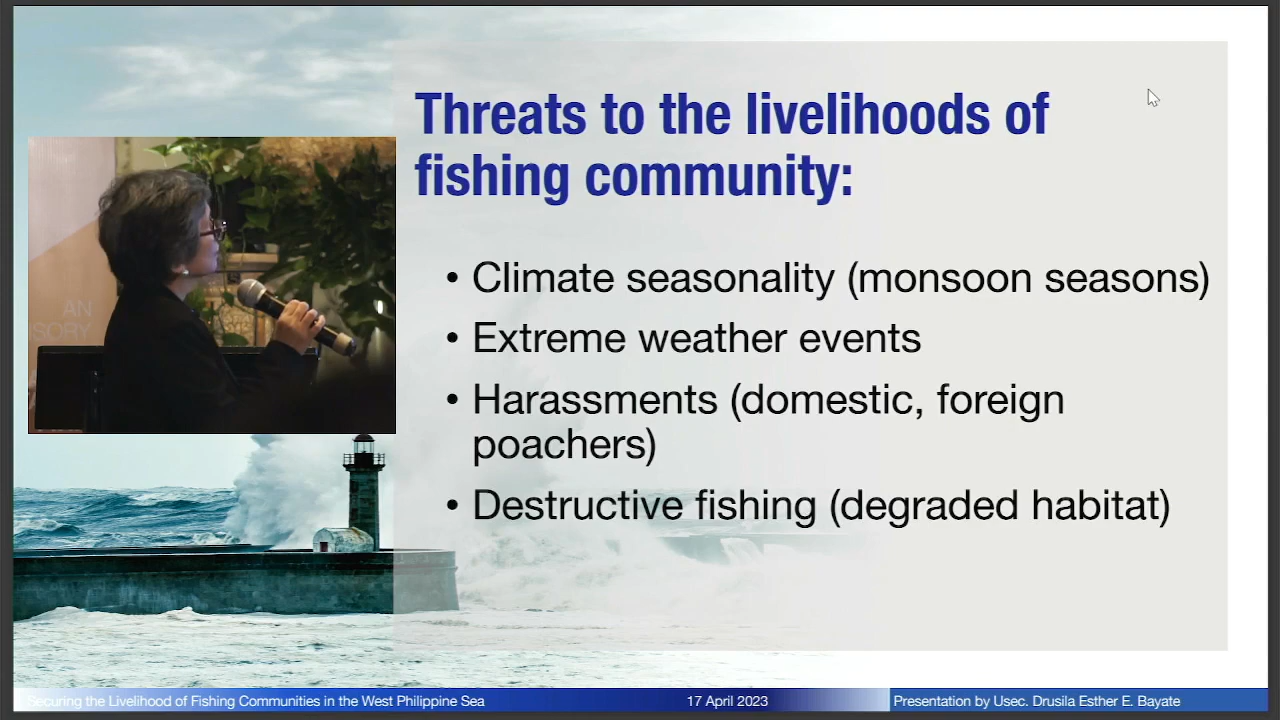 Threats to the livelihoods of
fishing community:
• Climate seasonality (monsoon seasons)
• Extreme weather events
• Harassments (domestic, foreign
poachers)
• Destructive fishing (degraded habitat)
AN
SORY
Securing the Livelihood of Fishing Communities in the West Philippine Sea
17 April 2023
Presentation by Usec. Drusila Esther E. Bayate